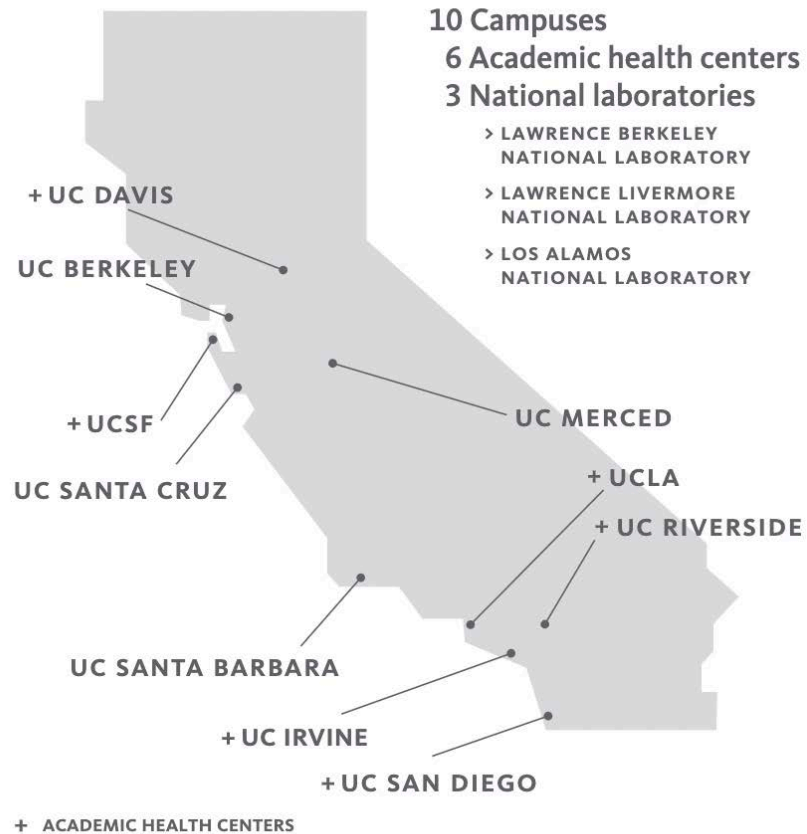 10 Campuses
6 Academic health centers
3 National laboratories
> LAWRENCE BERKELEY
NATIONAL LABORATORY
> LAWRENCE LIVERMORE
NATIONAL LABORATORY
> LOS ALAMOS
NATIONAL LABORATORY
+ UC DAVIS
UC BERKELEY
+ UCSF
UC MERCED
UC SANTA CRUZ
+ UCLA
+ UC RIVERSIDE
UC SANTA BARBARA
+ UC IRVINE
+ UC SAN DIEGO
+ ACADEMIC HEALTH CENTERS